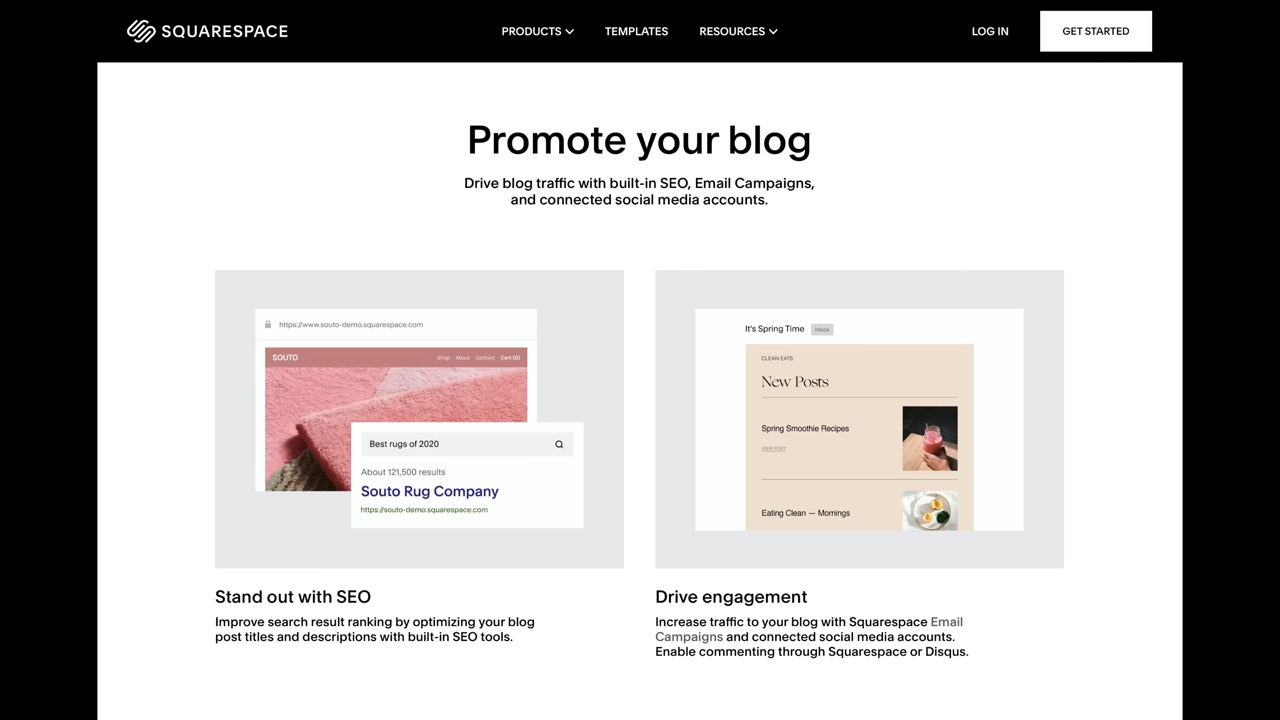 SQUARESPACE
PRODUCTS
TEMPLATES
RESOURCES
LOG IN
GET STARTED
Promote your blog
Drive blog traffic with built-in SEO, Email Campaigns,
and connected social media accounts.
https://www.souto-demo.squarespace.com
SOUTO
Shop About Contact Cart (0)
Best rugs of 2020
About 121,500 results
Souto Rug Company
https://souto-demo.squarespace.com
It's Spring Time Inbox
CLEAN EATS
New Posts
Spring Smoothie Recipes
VIEW POST
Eating Clean — Mornings
Stand out with SEO
Improve search result ranking by optimizing your blog
post titles and descriptions with built-in SEO tools.
Drive engagement
Increase traffic to your blog with Squarespace Email
Campaigns and connected social media accounts.
Enable commenting through Squarespace or Disqus.